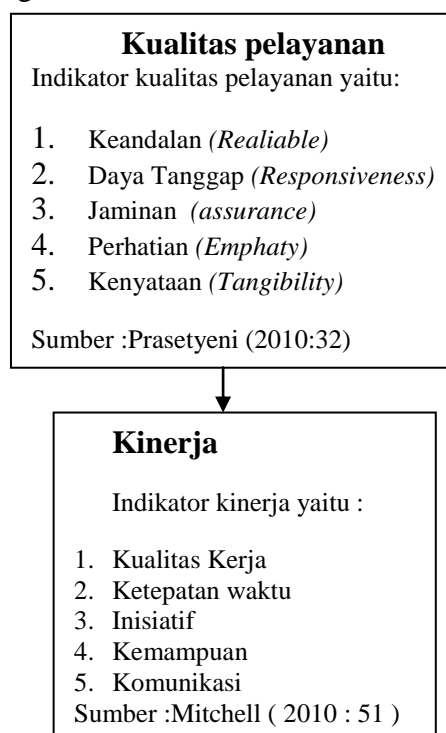 Kualitas pelayanan
Indikator kualitas pelayanan yaitu:
1. Keandalan (Realiable)
2. Daya Tanggap (Responsiveness)
3. Jaminan (assurance)
4. Perhatian (Emphaty)
5. Kenyataan (Tangibility)
Sumber :Prasetyeni (2010:32)
Kinerja
Indikator kinerja yaitu :
1. Kualitas Kerja
2. Ketepatan waktu
3. Inisiatif
4. Kemampuan
5. Komunikasi
Sumber :Mitchell ( 2010 : 51 )